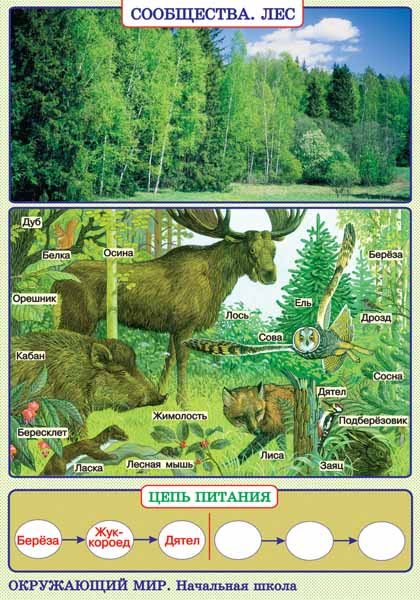 СООБЩЕСТВА. ЛЕС
Дуб
Белка
Осина
Берёза
Орешник
Ель
Лось
Дрозд
Сова
Кабан
Сосна
Дятел
Жимолость
Подберёзовик
Бересклет
Лиса
Ласка
Лесная мышь
Заяц
ЦЕПЬ ПИТАНИЯ
Берёза
Жук-
короед
Дятел
ОКРУЖАЮЩИЙ МИР. Начальная школа